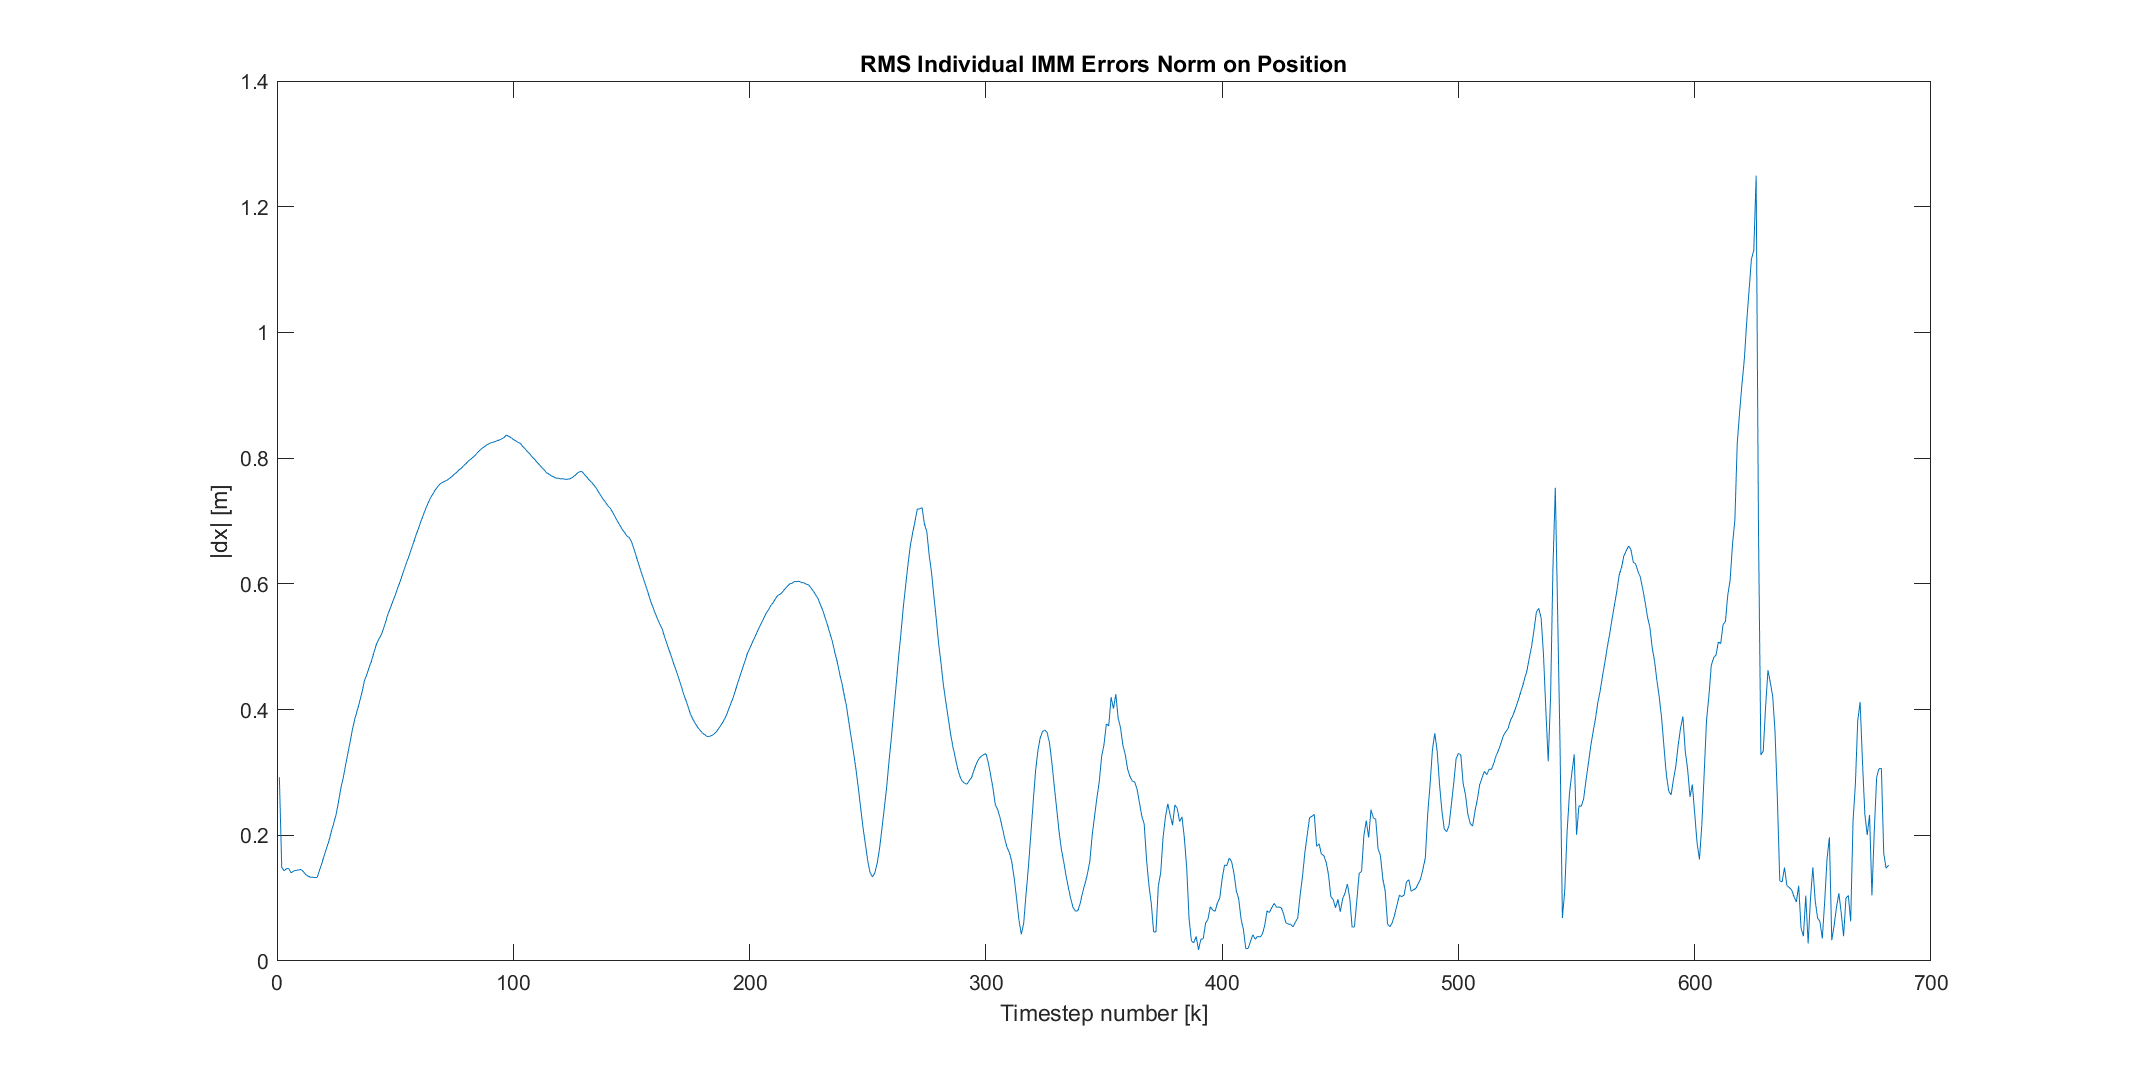 RMS Individual IMM Errors Norm on Position
1.4
1.2
1
0.8
0.6
0.4
0.2
0
|dx| [m]
0 100 200 300 400 500 600 700
Timestep number [k]